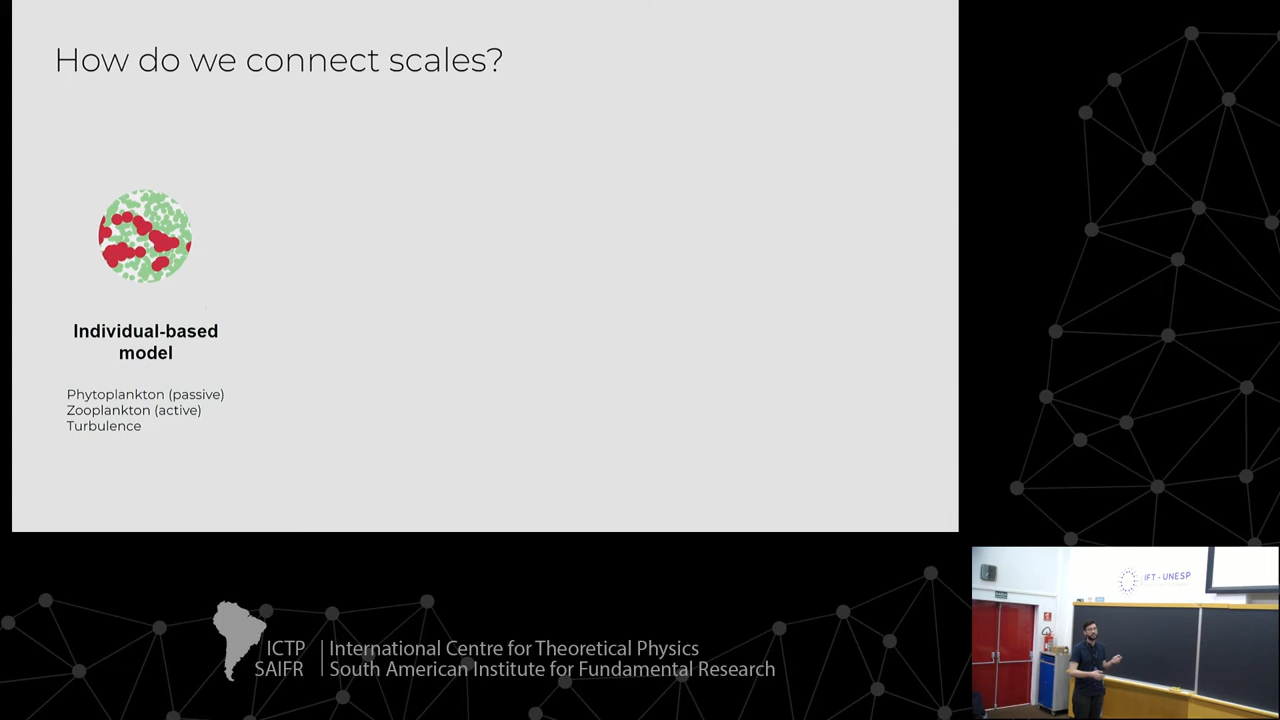 How do we connect scales?
Individual-based
model
Phytoplankton (passive)
Zooplankton (active)
Turbulence
IFT - UNESP
ICTP
SAIFR
International Centre for Theoretical Physics
South American Institute for Fundamental Research